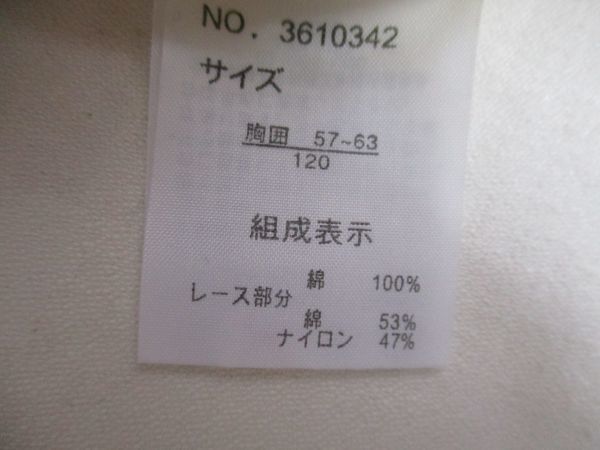 NO. 3610342
サイズ
胸囲 57~63
120
組成表示
綿 100%
レース部分
綿 53%
ナイロン 47%